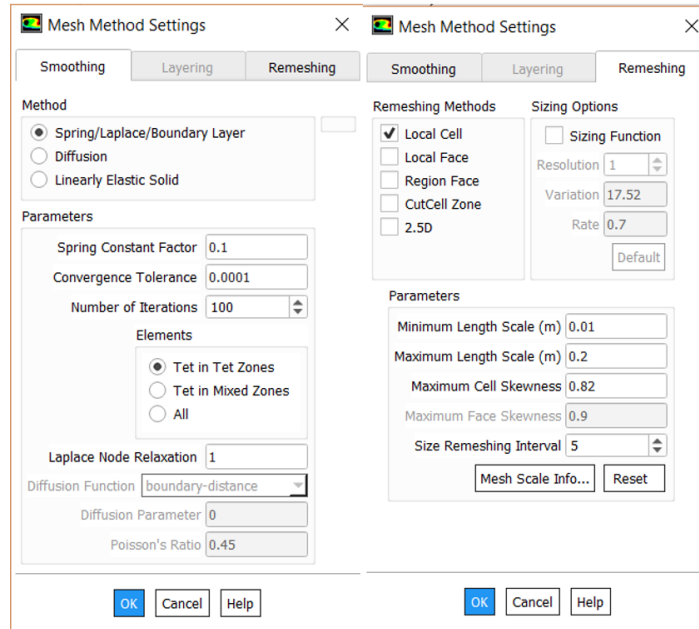 Mesh Method Settings
Smoothing Layering Remeshing
Method
Spring/Laplace/Boundary Layer
Diffusion
Linearly Elastic Solid
Parameters
Spring Constant Factor 0.1
Convergence Tolerance 0.0001
Number of Iterations 100
Elements
Tet in Tet Zones
Tet in Mixed Zones
All
Laplace Node Relaxation 1
Diffusion Function boundary-distance
Diffusion Parameter 0
Poisson's Ratio 0.45
OK Cancel Help
Mesh Method Settings
Smoothing Layering Remeshing
Remeshing Methods
Local Cell
Local Face
Region Face
CutCell Zone
2.5D
Sizing Options
Sizing Function
Resolution 1
Variation 17.52
Rate 0.7
Default
Parameters
Minimum Length Scale (m) 0.01
Maximum Length Scale (m) 0.2
Maximum Cell Skewness 0.82
Maximum Face Skewness 0.9
Size Remeshing Interval 5
Mesh Scale Info... Reset
OK Cancel Help